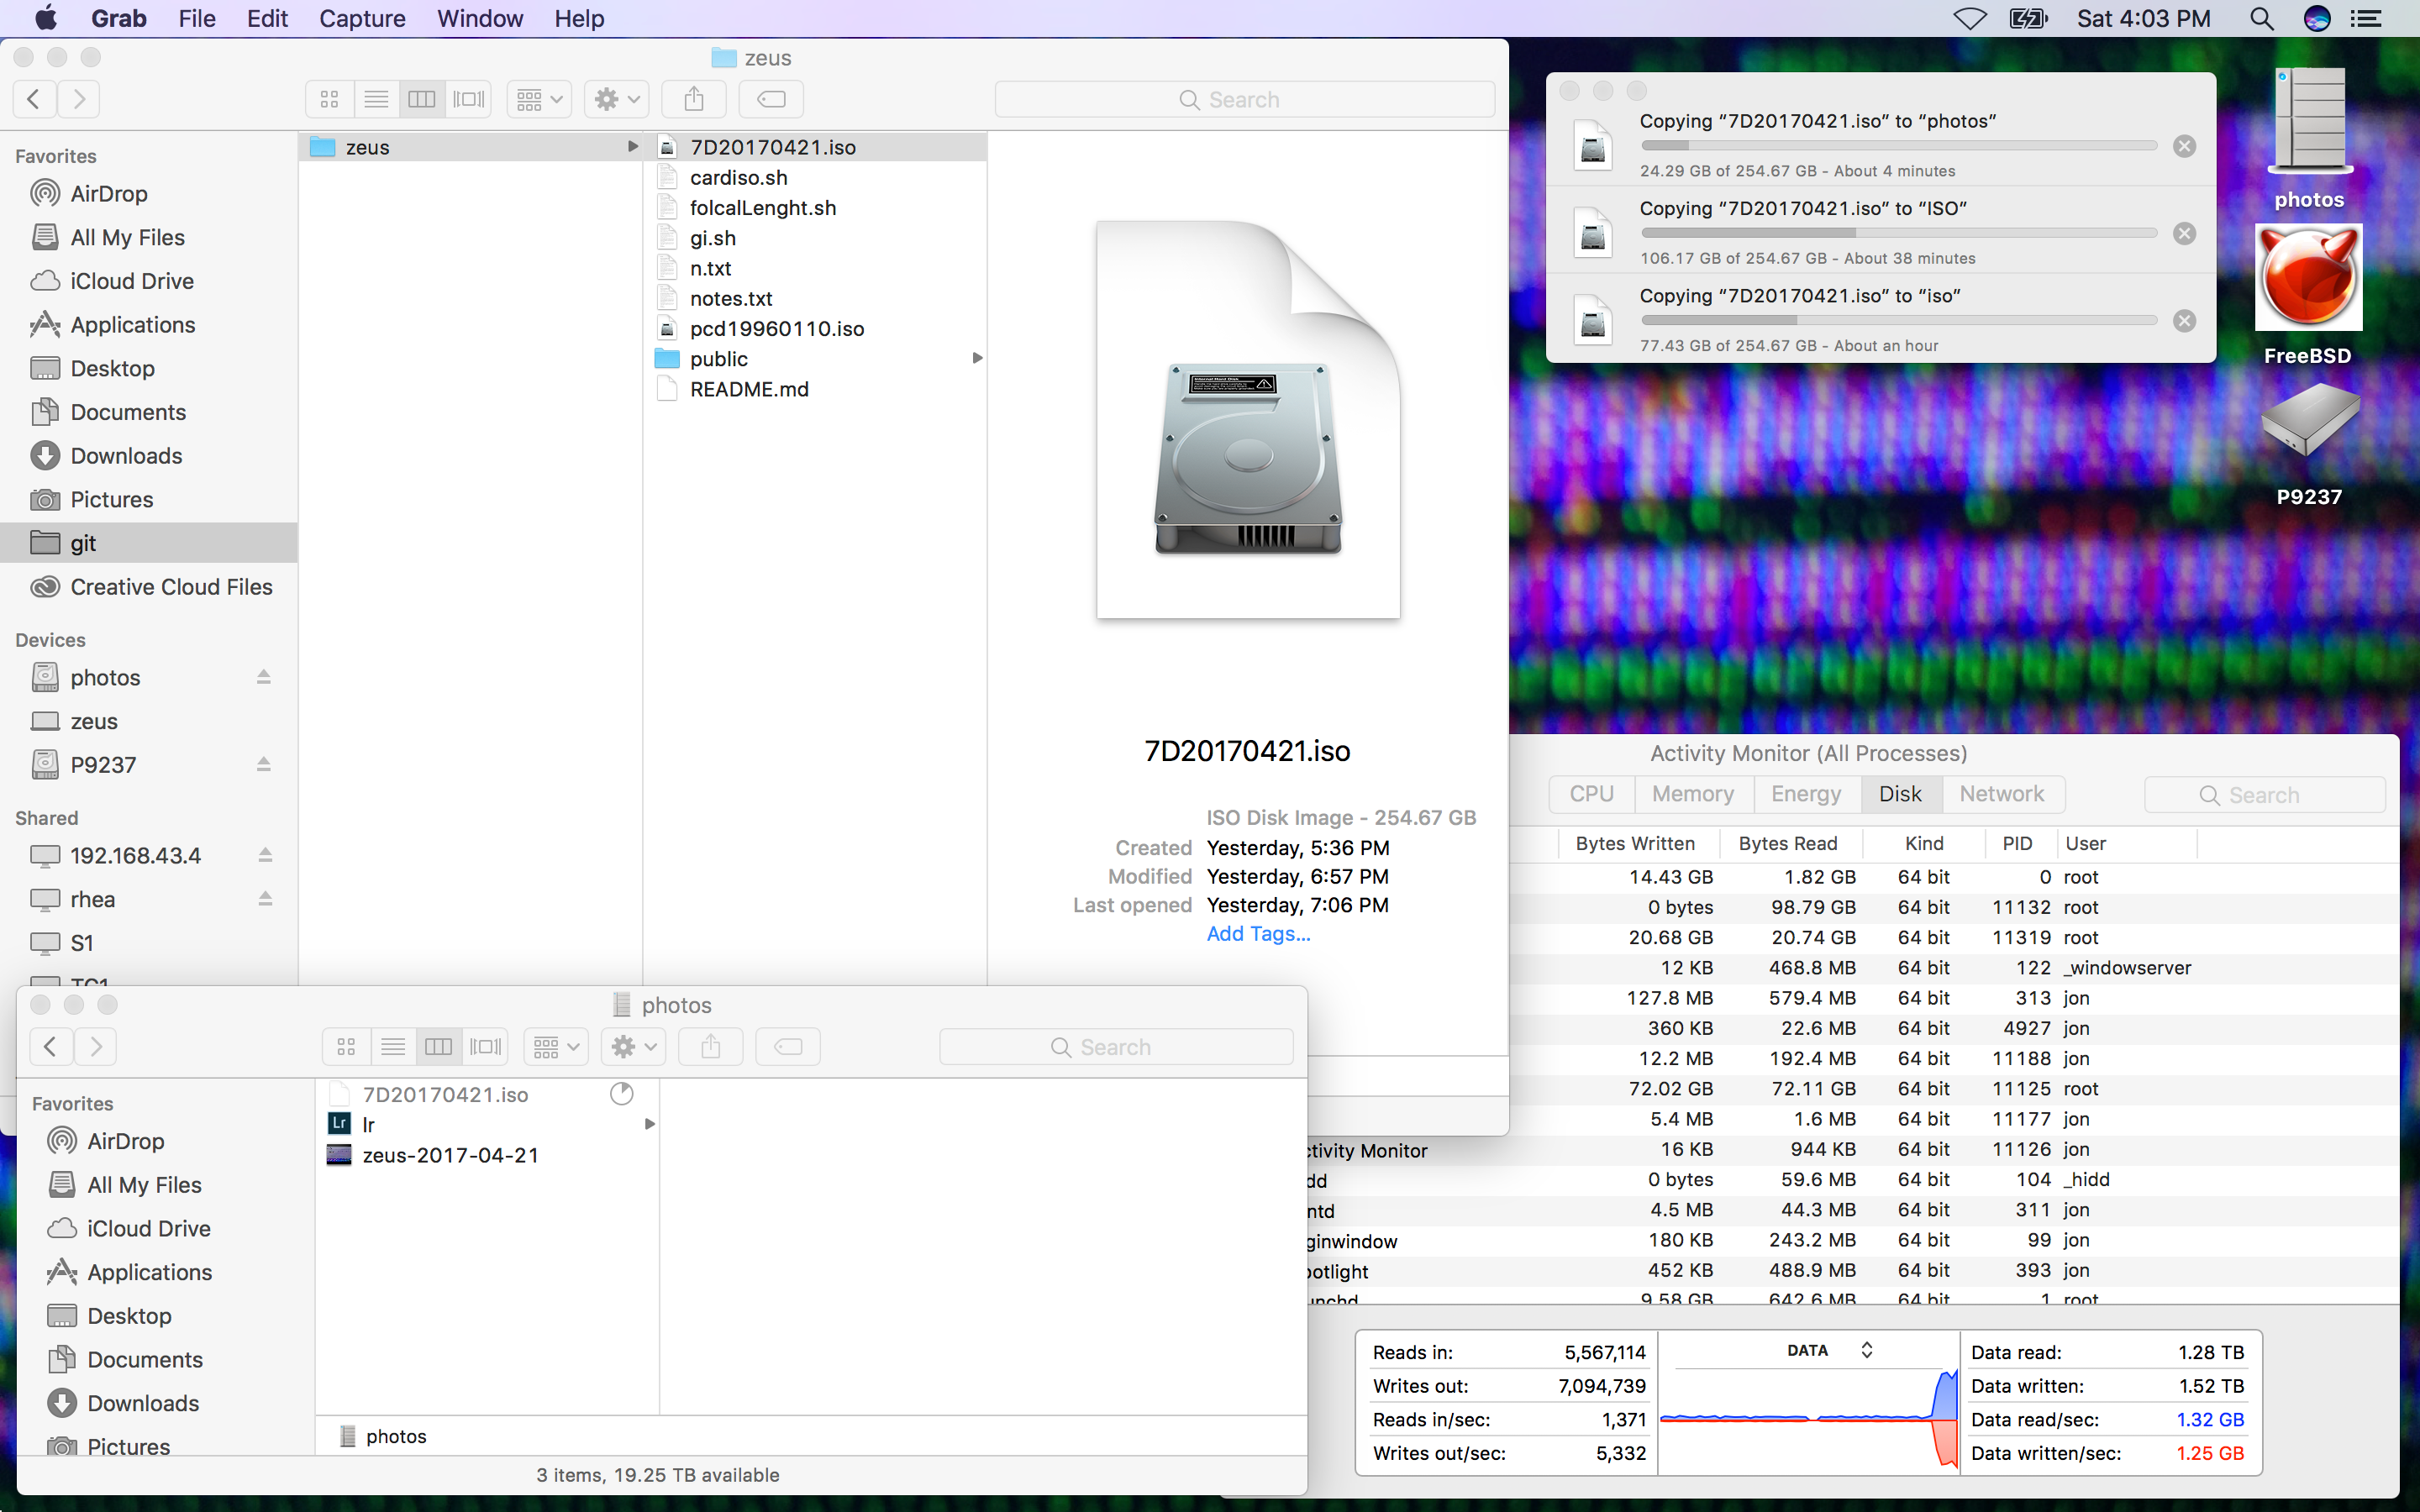 Grab File Edit Capture Window Help Sat 4:03 PM
zeus
Search
Favorites
AirDrop
All My Files
iCloud Drive
Applications
Desktop
Documents
Downloads
Pictures
git
Creative Cloud Files
Devices
photos
zeus
P9237
Shared
192.168.43.4
rhea
S1
TC1
zeus
7D20170421.iso
cardiso.sh
folcalLenght.sh
gi.sh
n.txt
notes.txt
pcd19960110.iso
public
README.md
7D20170421.iso
ISO Disk Image - 254.67 GB
Created Yesterday, 5:36 PM
Modified Yesterday, 6:57 PM
Last opened Yesterday, 7:06 PM
Add Tags...
Copying “7D20170421.iso” to “photos”
24.29 GB of 254.67 GB - About 4 minutes
Copying “7D20170421.iso” to “ISO”
106.17 GB of 254.67 GB - About 38 minutes
Copying “7D20170421.iso” to “iso”
77.43 GB of 254.67 GB - About an hour
photos
FreeBSD
P9237
Activity Monitor (All Processes)
CPU Memory Energy Disk Network Search
Bytes Written Bytes Read Kind PID User
14.43 GB 1.82 GB 64 bit 0 root
0 bytes 98.79 GB 64 bit 11132 root
20.68 GB 20.74 GB 64 bit 11319 root
12 KB 468.8 MB 64 bit 122 _windowserver
127.8 MB 579.4 MB 64 bit 313 jon
360 KB 22.6 MB 64 bit 4927 jon
12.2 MB 192.4 MB 64 bit 11188 jon
72.02 GB 72.11 GB 64 bit 11125 root
5.4 MB 1.6 MB 64 bit 11177 jon
ctivity Monitor 16 KB 944 KB 64 bit 11126 jon
dd 0 bytes 59.6 MB 64 bit 104 _hidd
ntd 4.5 MB 44.3 MB 64 bit 311 jon
ginwindow 180 KB 243.2 MB 64 bit 99 jon
potlight 452 KB 488.9 MB 64 bit 393 jon
unchd 9.58 GB 642.6 MB 64 bit 1 root
Reads in: 5,567,114
Writes out: 7,094,739
Reads in/sec: 1,371
Writes out/sec: 5,332
DATA
Data read: 1.28 TB
Data written: 1.52 TB
Data read/sec: 1.32 GB
Data written/sec: 1.25 GB
photos
Search
Favorites
AirDrop
All My Files
iCloud Drive
Applications
Desktop
Documents
Downloads
Pictures
7D20170421.iso
Lr lr
zeus-2017-04-21
photos
3 items, 19.25 TB available